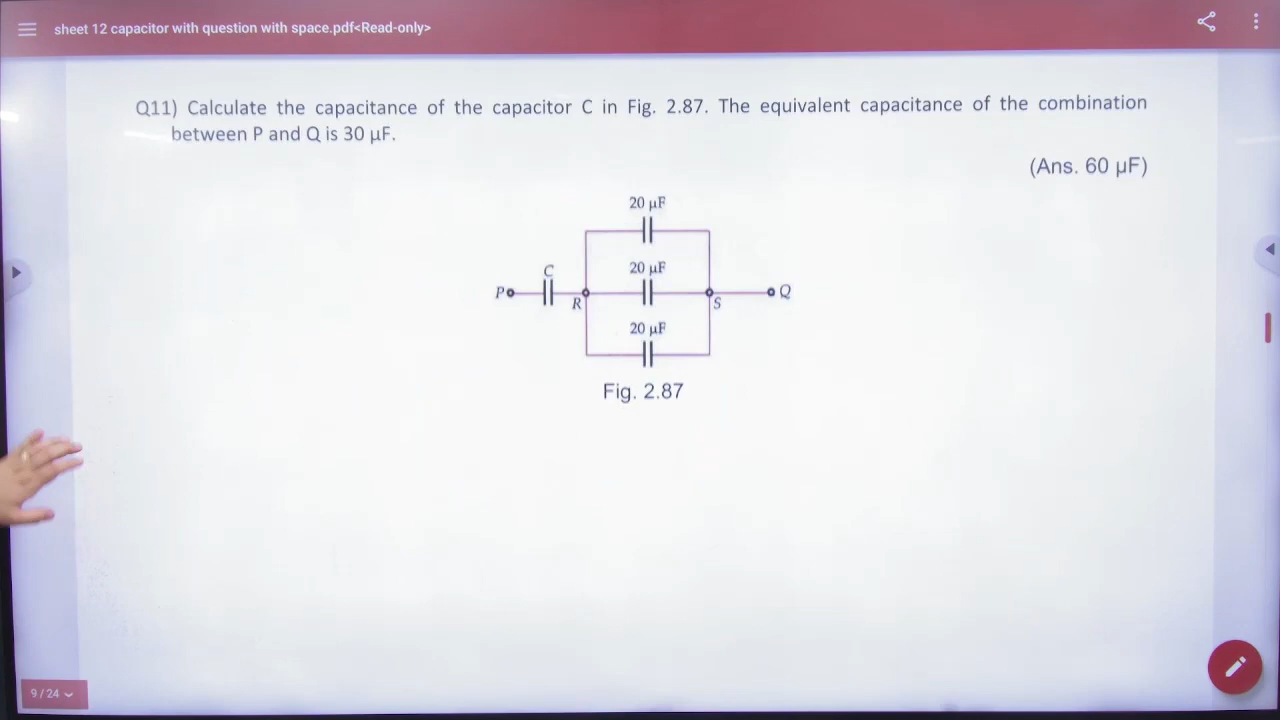 sheet 12 capacitor with question with space.pdf<Read-only>
Q11) Calculate the capacitance of the capacitor C in Fig. 2.87. The equivalent capacitance of the combination
between P and Q is 30 µF.
(Ans. 60 µF)
20 µF
C
20 µF
P
R
S
Q
20 µF
Fig. 2.87
9 / 24